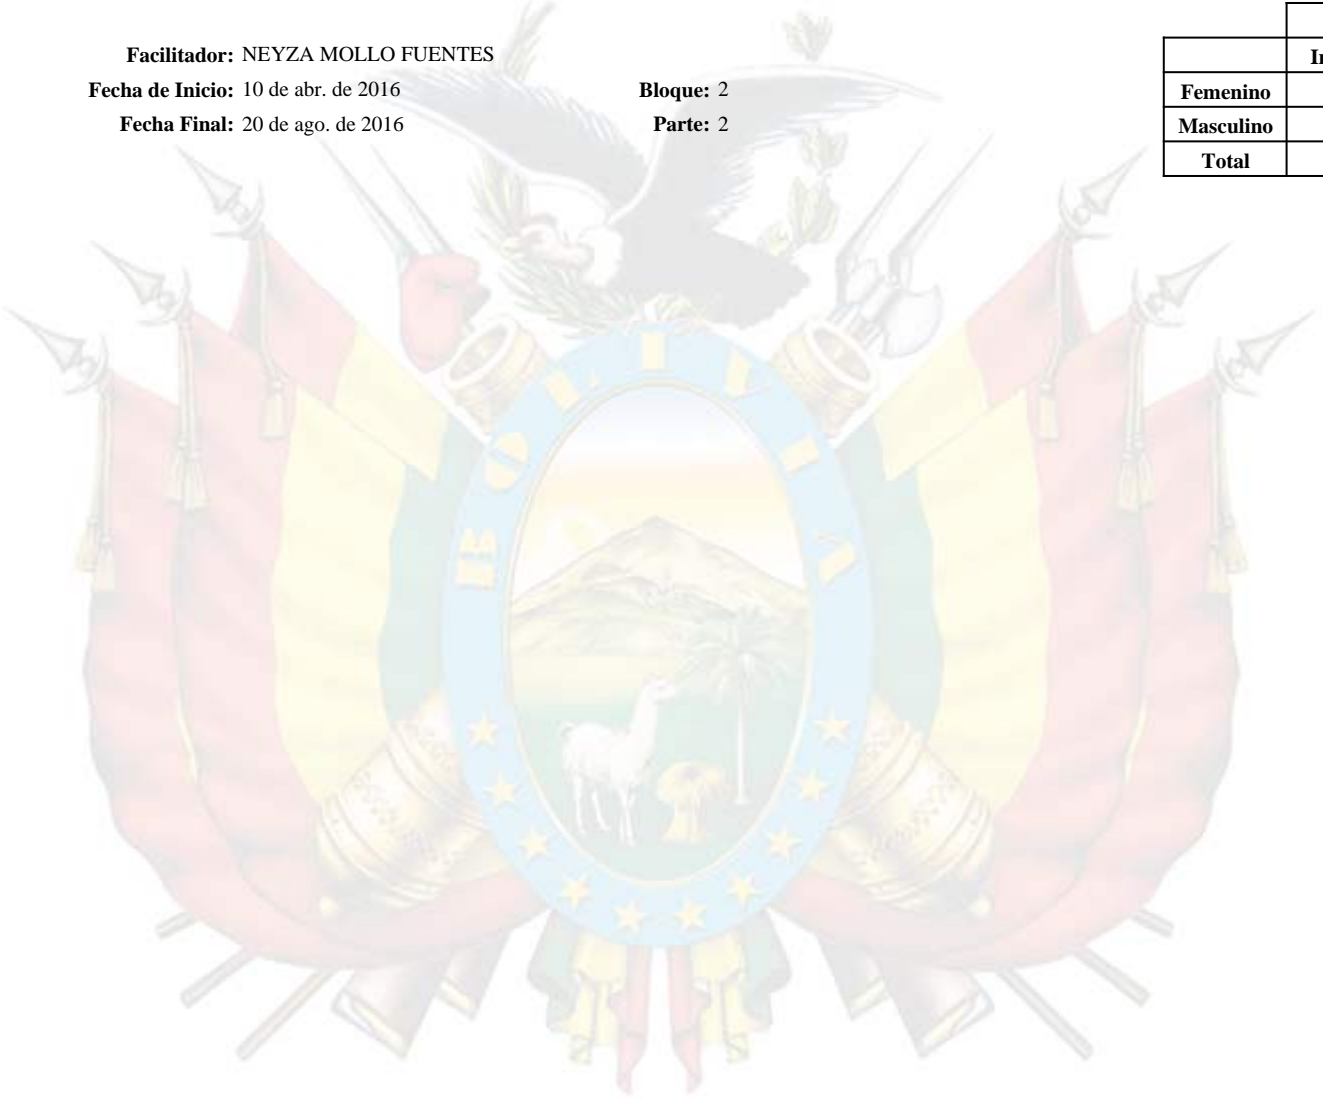 Facilitador: NEYZA MOLLO FUENTES
Fecha de Inicio: 10 de abr. de 2016 Bloque: 2
Fecha Final: 20 de ago. de 2016 Parte: 2
Femenino
Masculino
Total
BOLIVIA